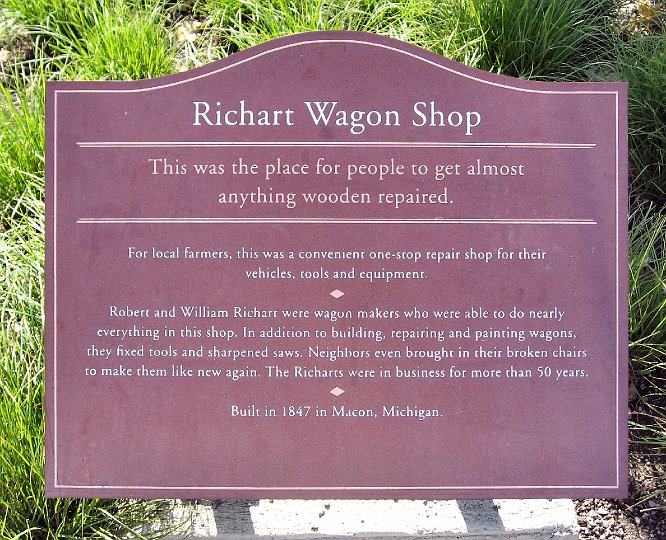 Richart Wagon Shop
This was the place for people to get almost
anything wooden repaired.
For local farmers, this was a convenient one-stop repair shop for their
vehicles, tools and equipment.
Robert and William Richart were wagon makers who were able to do nearly
everything in this shop. In addition to building, repairing and painting wagons,
they fixed tools and sharpened saws. Neighbors even brought in their broken chairs
to make them like new again. The Richarts were in business for more than 50 years.
Built in 1847 in Macon, Michigan.